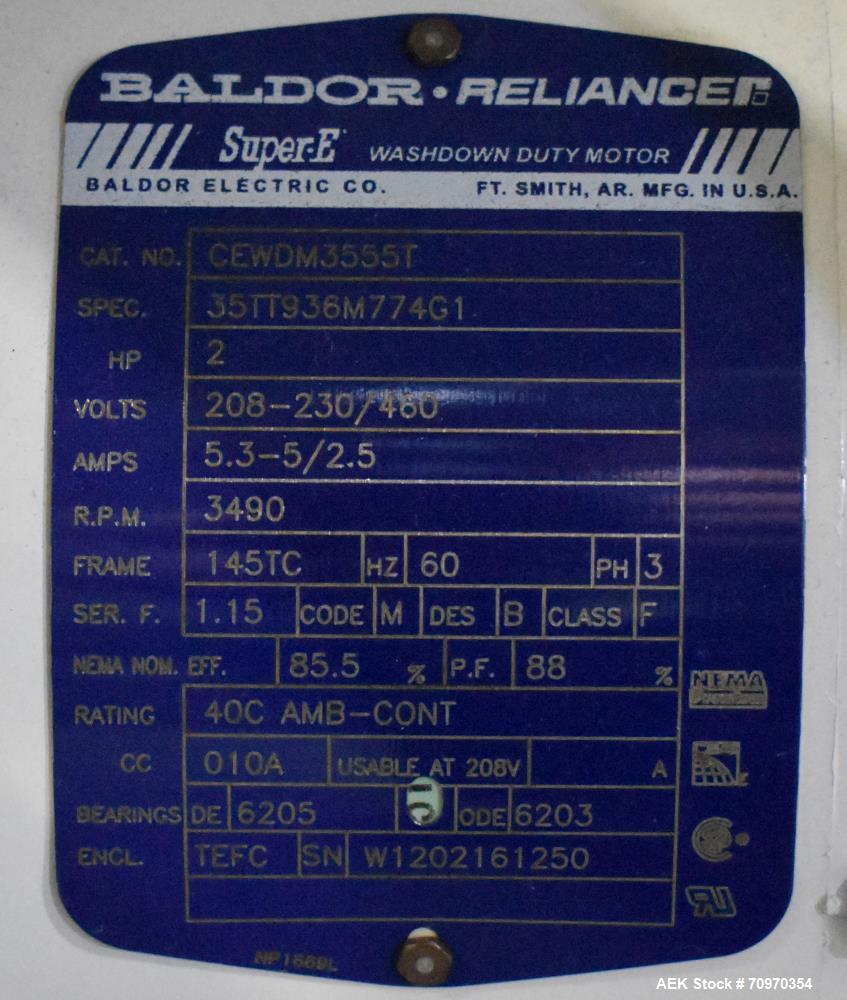 BALDOR • RELIANCER
Super-E WASHDOWN DUTY MOTOR
BALDOR ELECTRIC CO. FT. SMITH, AR. MFG. IN U.S.A.
CAT. NO. CEWDM3555T
SPEC. 35TT936M774G1
HP 2
VOLTS 208-230/460
AMPS 5.3-5/2.5
R.P.M. 3490
FRAME 145TC HZ 60 PH 3
SER. F. 1.15 CODE M DES B CLASS F
NEMA NOM. EFF. 85.5 % P.F. 88 %
NEMA
RATING 40C AMB-CONT
CC 010A USABLE AT 208V A
BEARINGS DE 6205 ODE 6203
ENCL. TEFC SN W1202161250
NP1669L
AEK Stock # 70970354